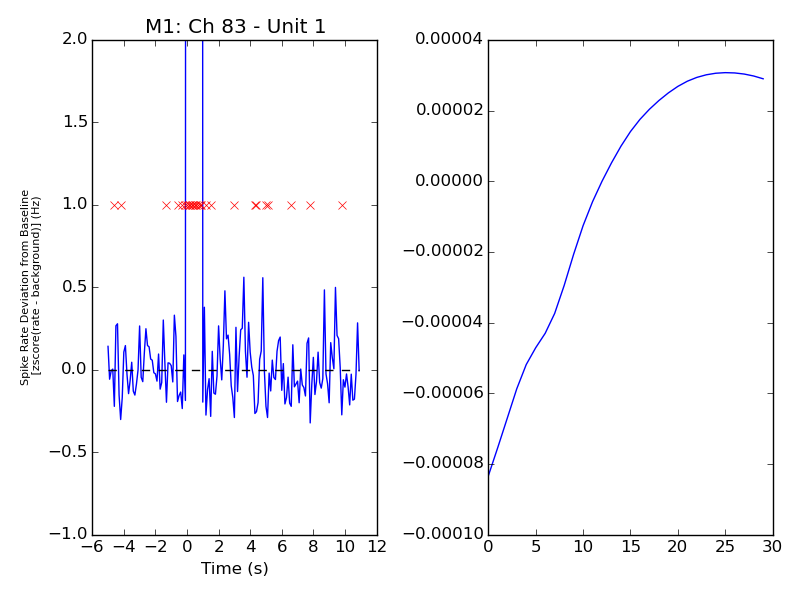 M1: Ch 83 - Unit 1
2.0
1.5
1.0
0.5
0.0
−0.5
−1.0
Spike Rate Deviation from Baseline
[zscore(rate - background)] (Hz)
−6 −4 −2 0 2 4 6 8 10 12
Time (s)
0.00004
0.00002
0.00000
−0.00002
−0.00004
−0.00006
−0.00008
−0.00010
0 5 10 15 20 25 30